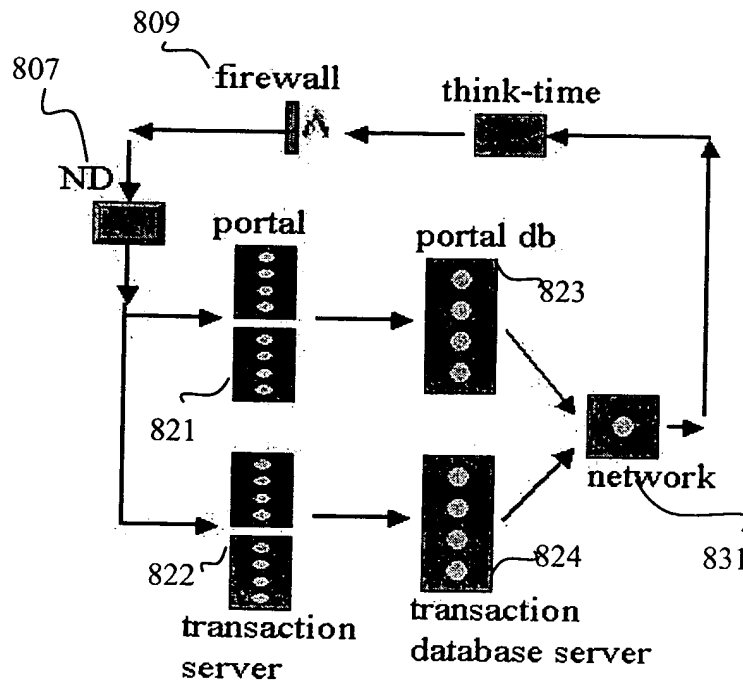 809
807
firewall
think-time
ND
portal
portal db
823
821
network
822
824
831
transaction
server
transaction
database server